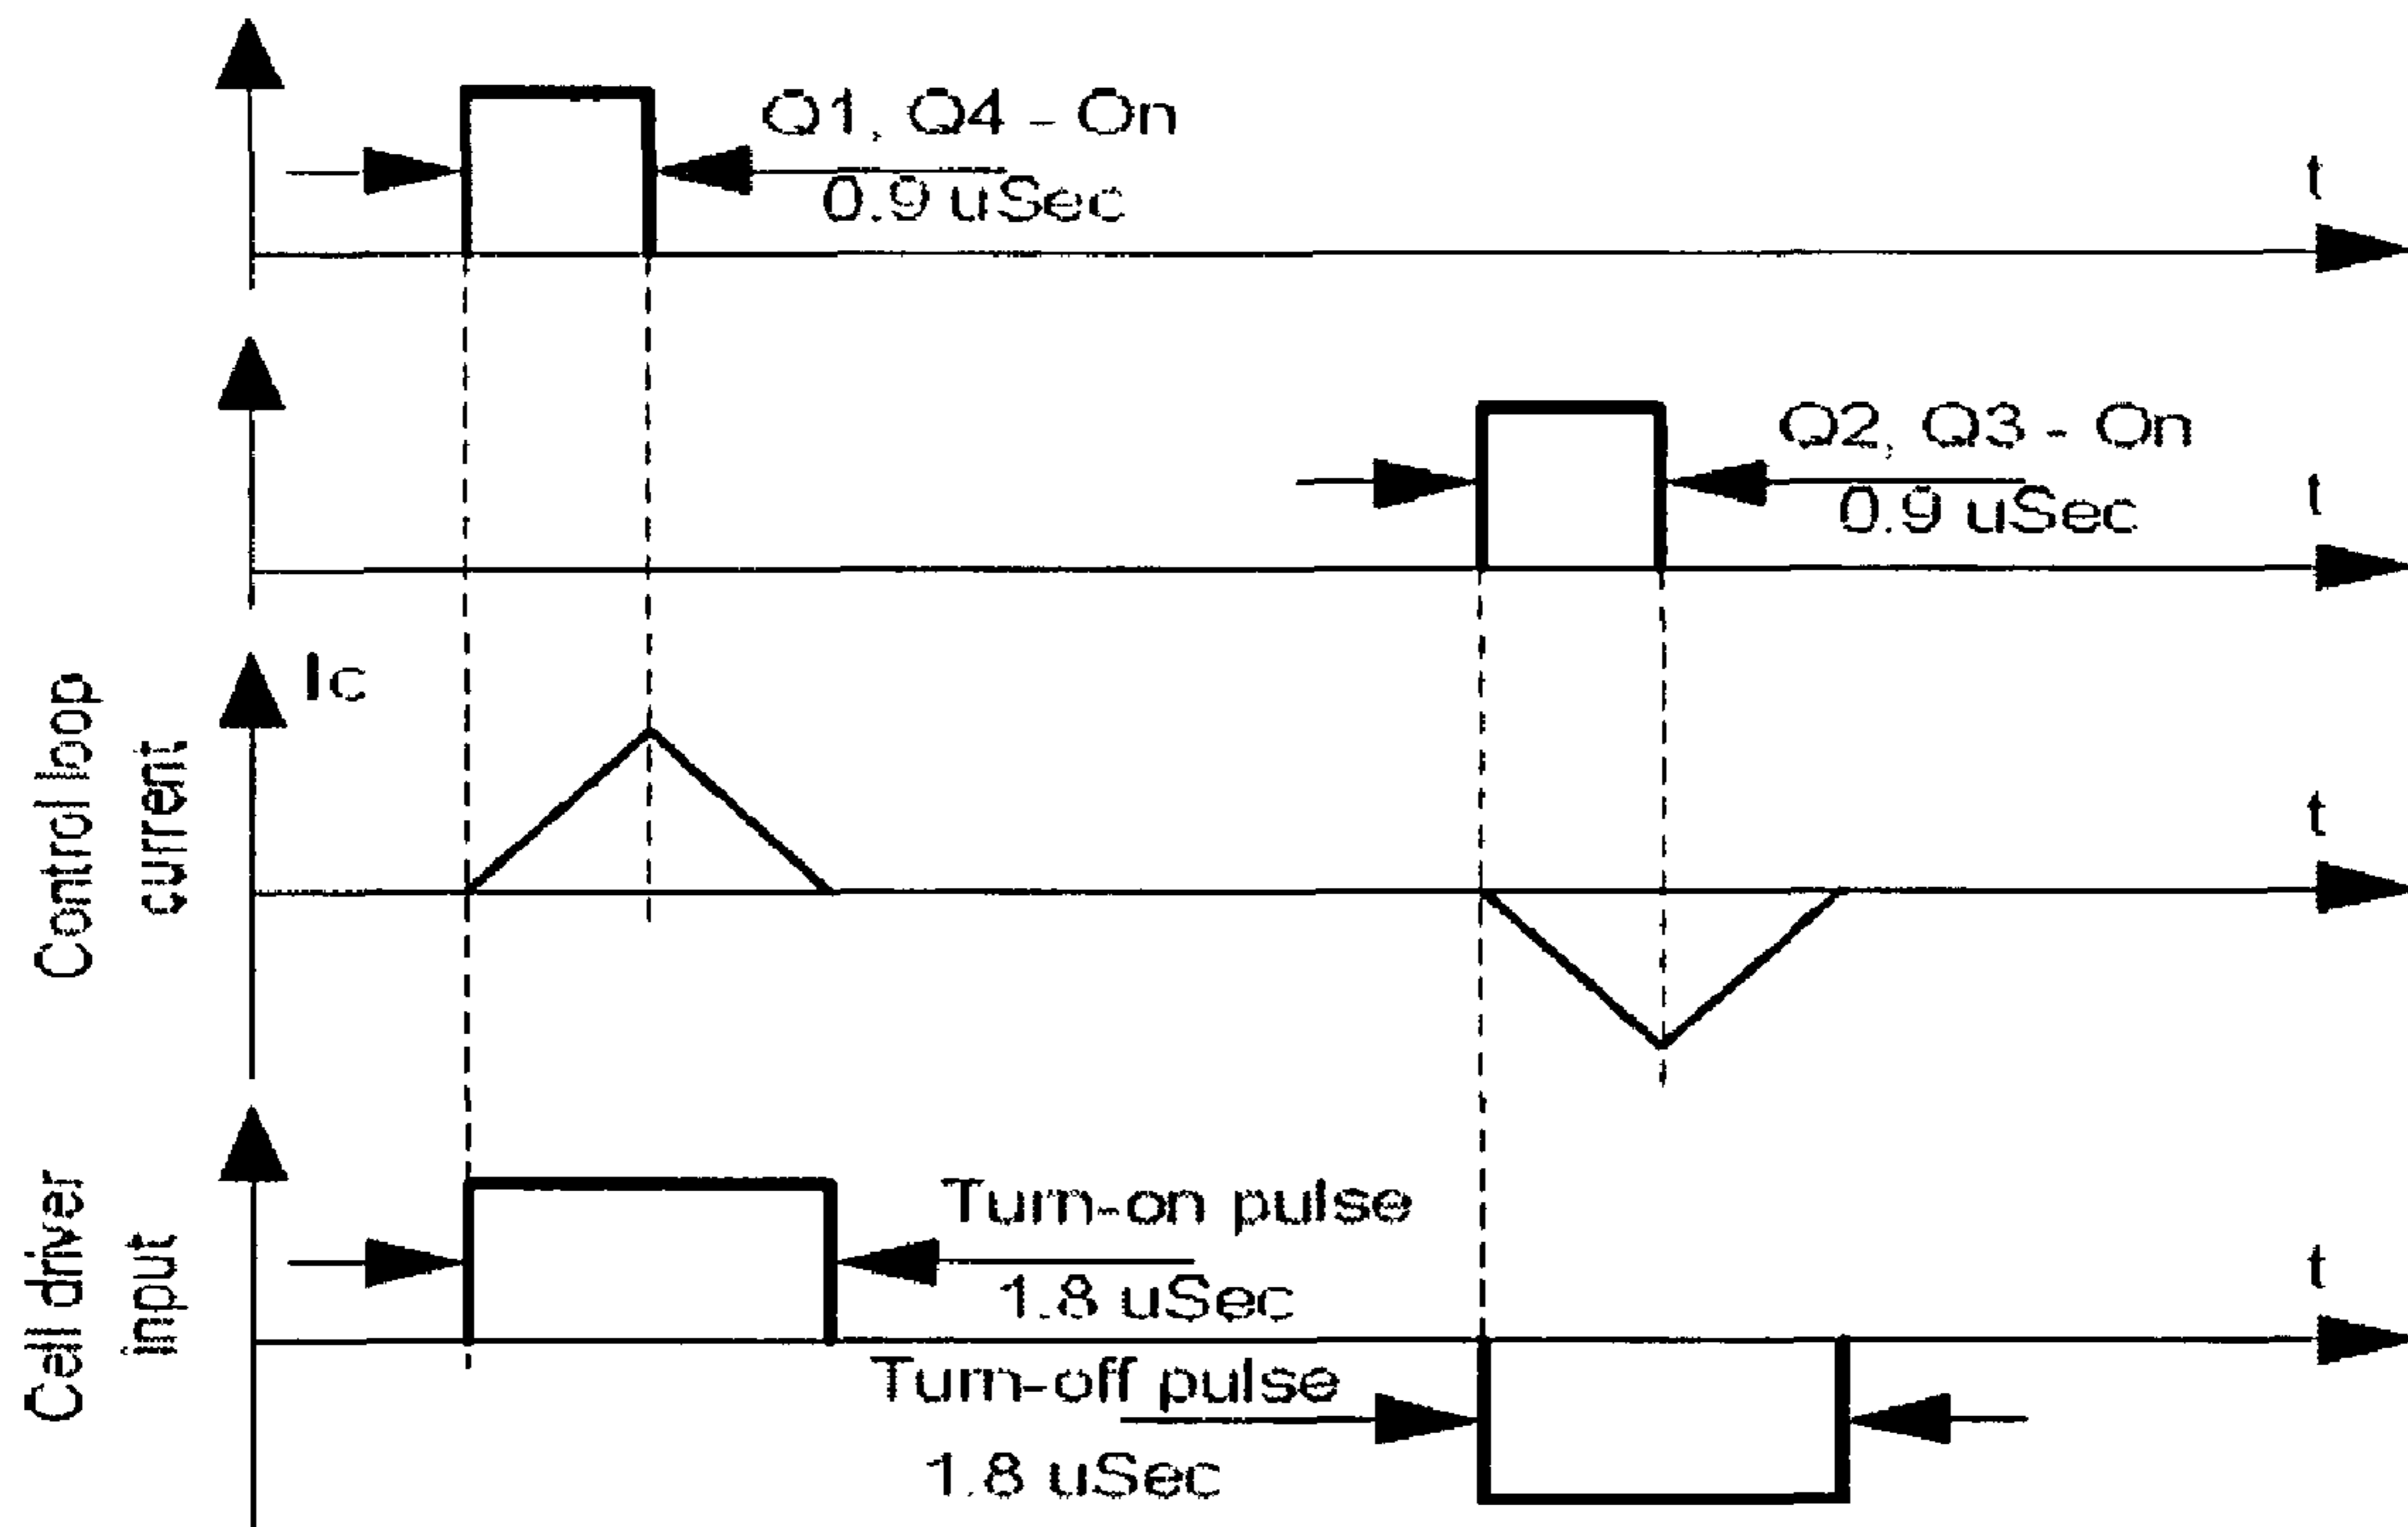 Q1, Q4 - On
0.9 uSec
t
Q2, Q3 - On
0.9 uSec
t
Control loop
current
Ic
t
Cell driver
input
Turn-on pulse
1.8 uSec
t
Turn-off pulse
1.8 uSec